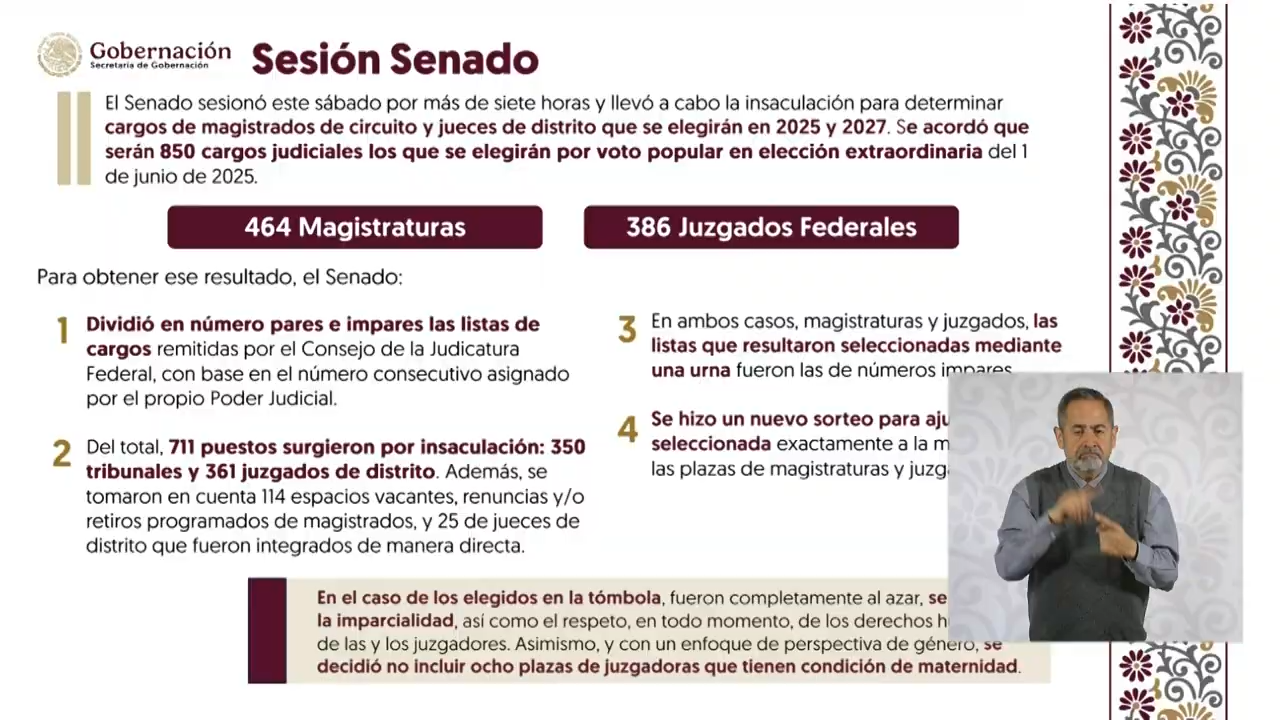 Gobernación
Secretaría de Gobernación
Sesión Senado
El Senado sesionó este sábado por más de siete horas y llevó a cabo la insaculación para determinar
cargos de magistrados de circuito y jueces de distrito que se elegirán en 2025 y 2027. Se acordó que
serán 850 cargos judiciales los que se elegirán por voto popular en elección extraordinaria del 1
de junio de 2025.
464 Magistraturas
386 Juzgados Federales
Para obtener ese resultado, el Senado:
1 Dividió en número pares e impares las listas de
cargos remitidas por el Consejo de la Judicatura
Federal, con base en el número consecutivo asignado
por el propio Poder Judicial.
2 Del total, 711 puestos surgieron por insaculación: 350
tribunales y 361 juzgados de distrito. Además, se
tomaron en cuenta 114 espacios vacantes, renuncias y/o
retiros programados de magistrados, y 25 de jueces de
distrito que fueron integrados de manera directa.
3 En ambos casos, magistraturas y juzgados, las
listas que resultaron seleccionadas mediante
una urna fueron las de números impares
4 Se hizo un nuevo sorteo para
seleccionada exactamente a la
las plazas de magistraturas y
En el caso de los elegidos en la tómbola, fueron completamente al azar,
la imparcialidad, así como el respeto, en todo momento, de los derechos
de las y los juzgadores. Asimismo, y con un enfoque de perspectiva de género, se
decidió no incluir ocho plazas de juzgadoras que tienen condición de maternidad.